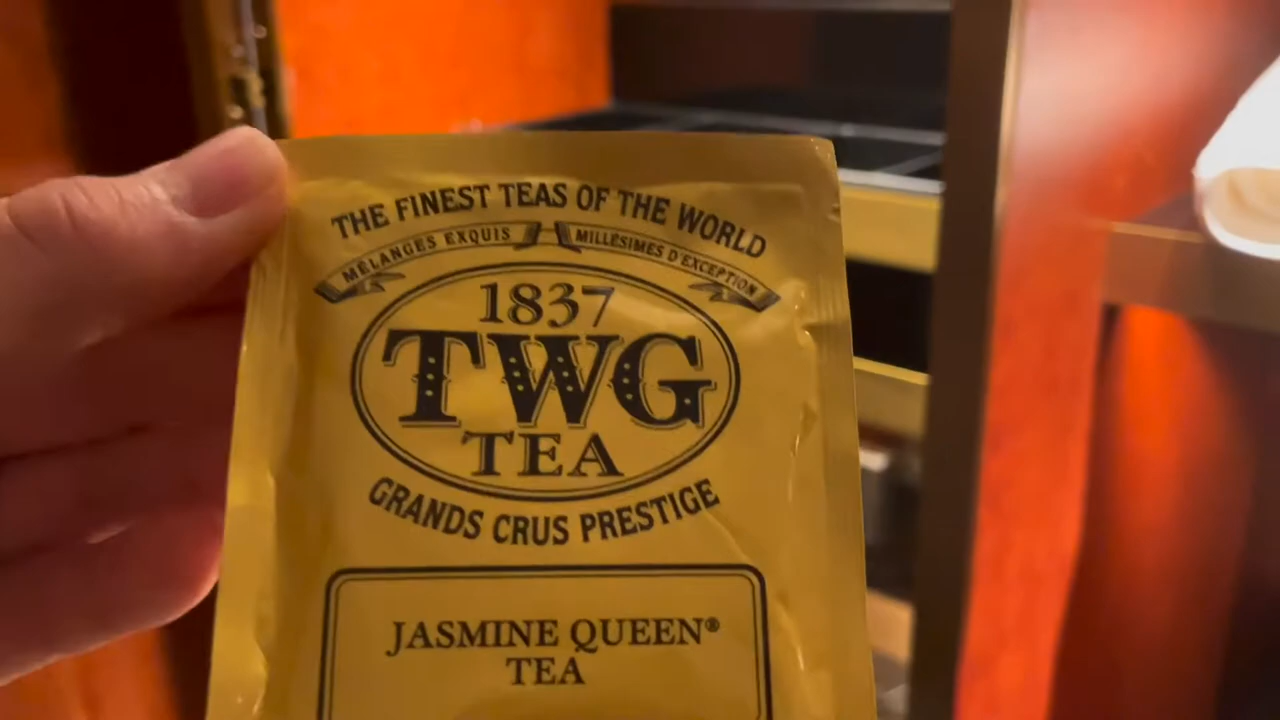 THE FINEST TEAS OF THE WORLD
MÉLANGES EXQUIS MILLÉSIMES D'EXCEPTION
1837
TWG
TEA
GRANDS CRUS PRESTIGE
JASMINE QUEEN®
TEA